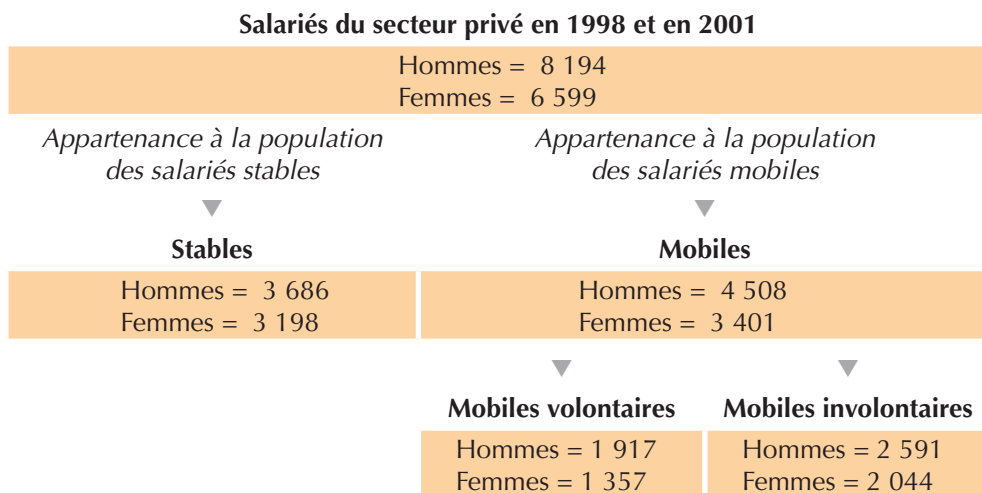 Salariés du secteur privé en 1998 et en 2001
Hommes = 8 194
Femmes = 6 599
Appartenance à la population
des salariés stables
Appartenance à la population
des salariés mobiles
Stables
Hommes = 3 686
Femmes = 3 198
Mobiles
Hommes = 4 508
Femmes = 3 401
Mobiles volontaires
Hommes = 1 917
Femmes = 1 357
Mobiles involontaires
Hommes = 2 591
Femmes = 2 044